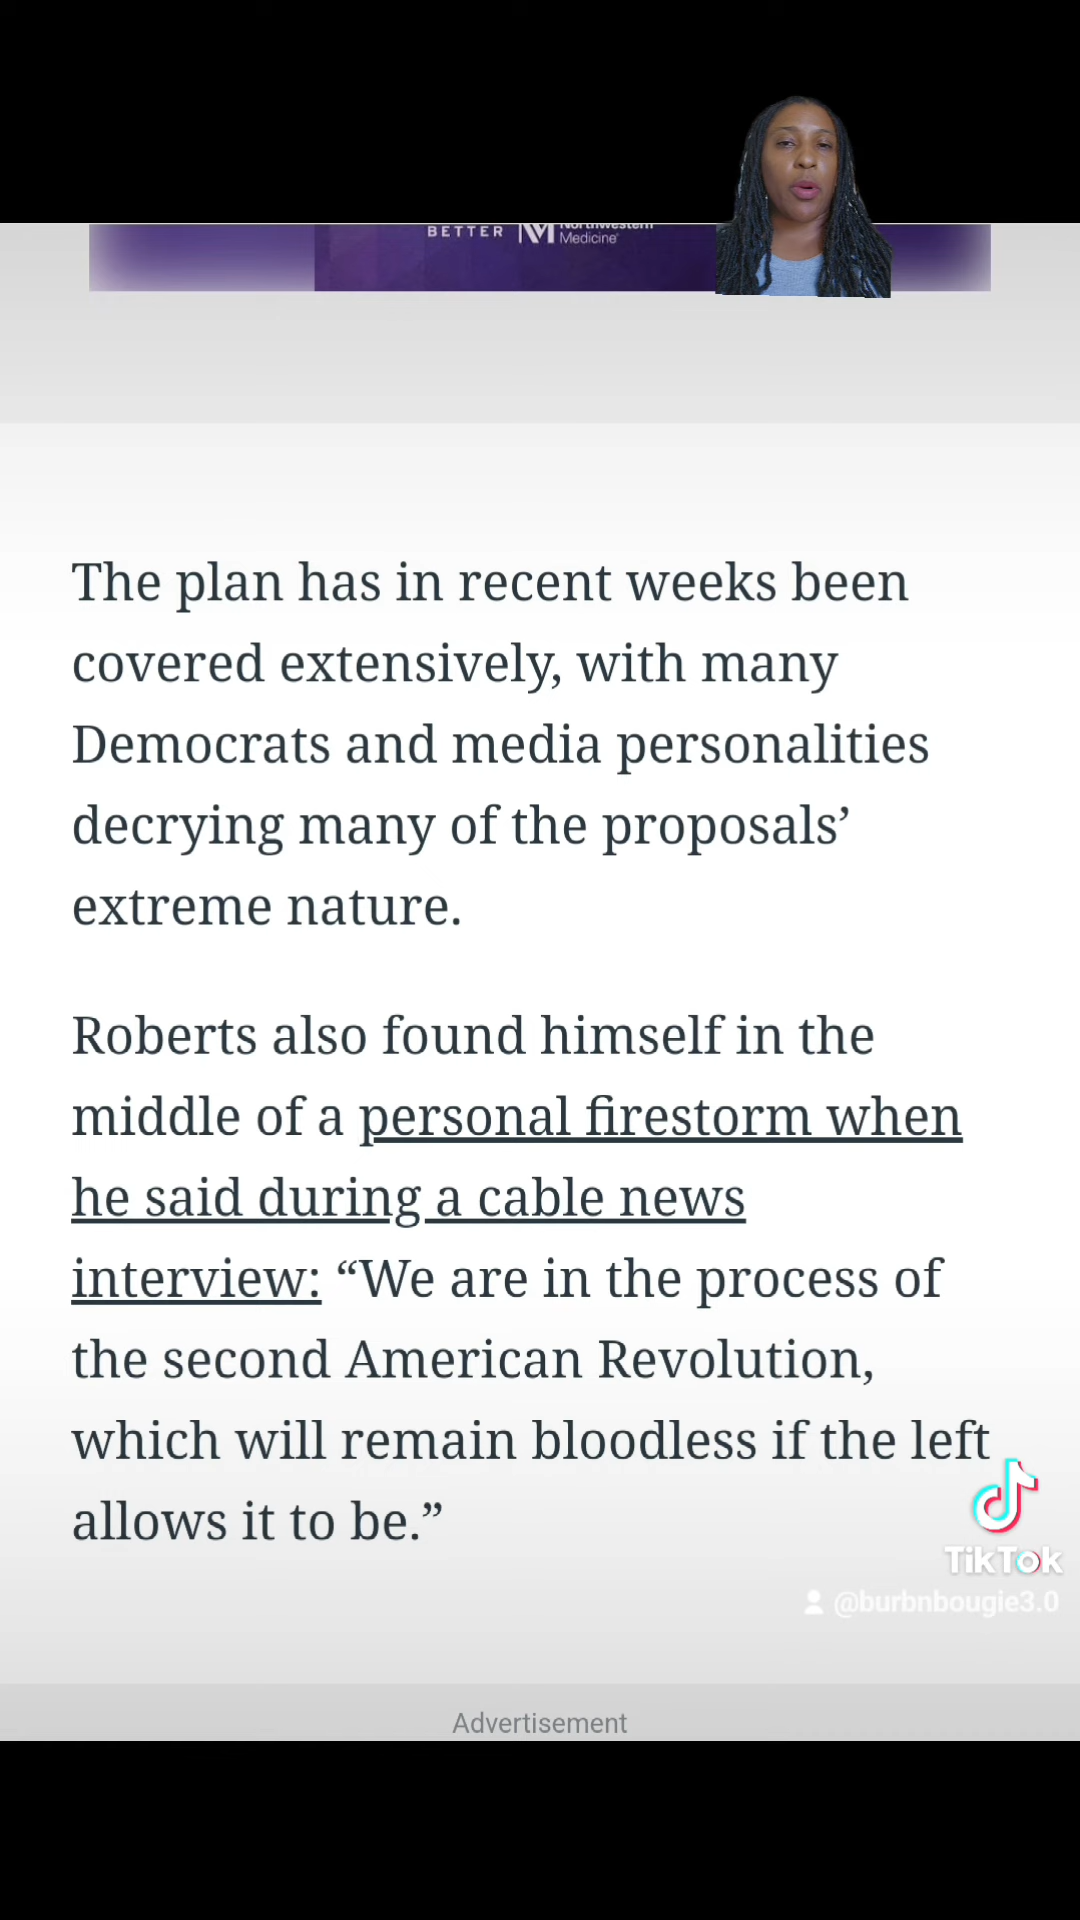 BETTER
Northwestern
Medicine
The plan has in recent weeks been
covered extensively, with many
Democrats and media personalities
decrying many of the proposals’
extreme nature.
Roberts also found himself in the
middle of a personal firestorm when
he said during a cable news
interview: “We are in the process of
the second American Revolution,
which will remain bloodless if the left
allows it to be.”
TikTok
@burbnbougie3.0
Advertisement